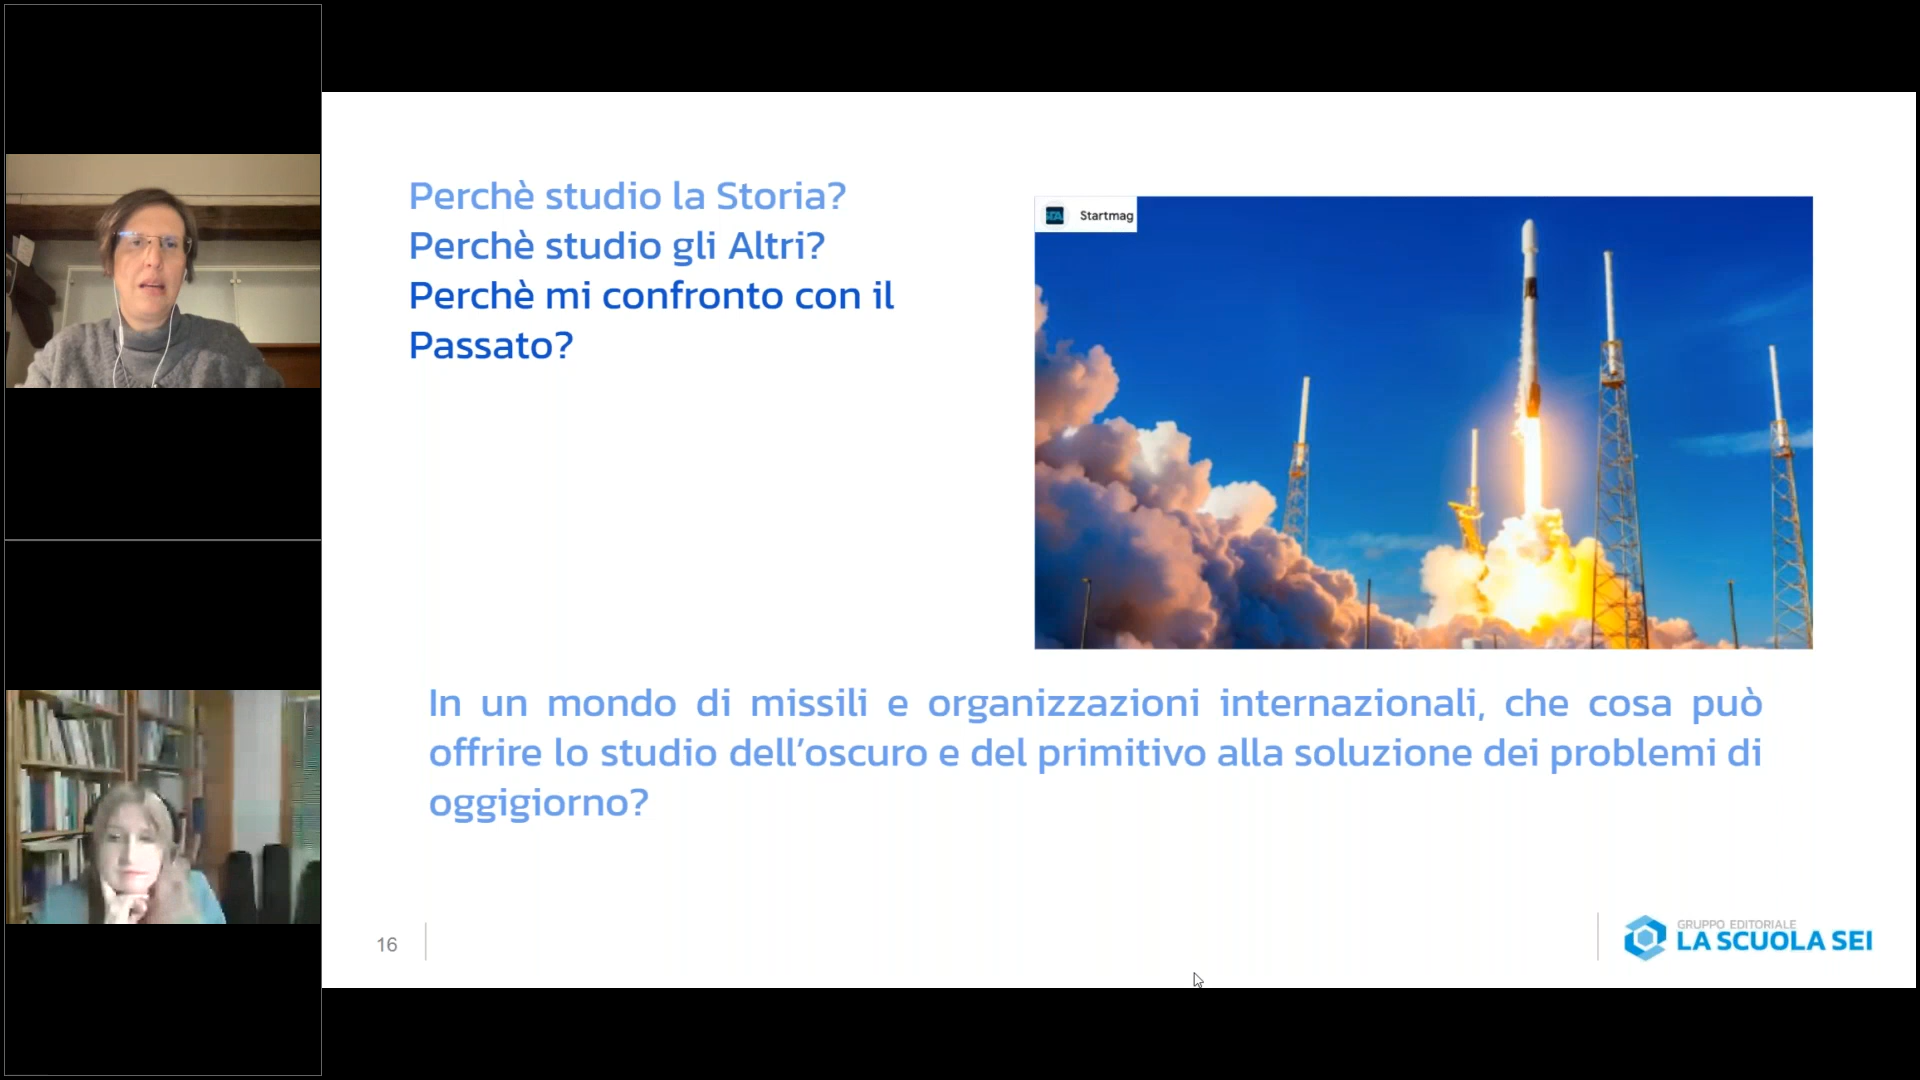 Perchè studio la Storia?
Perchè studio gli Altri?
Perchè mi confronto con il
Passato?
Startmag
In un mondo di missili e organizzazioni internazionali, che cosa può
offrire lo studio dell’oscuro e del primitivo alla soluzione dei problemi di
oggigiorno?
16
GRUPPO EDITORIALE
LA SCUOLA SEI